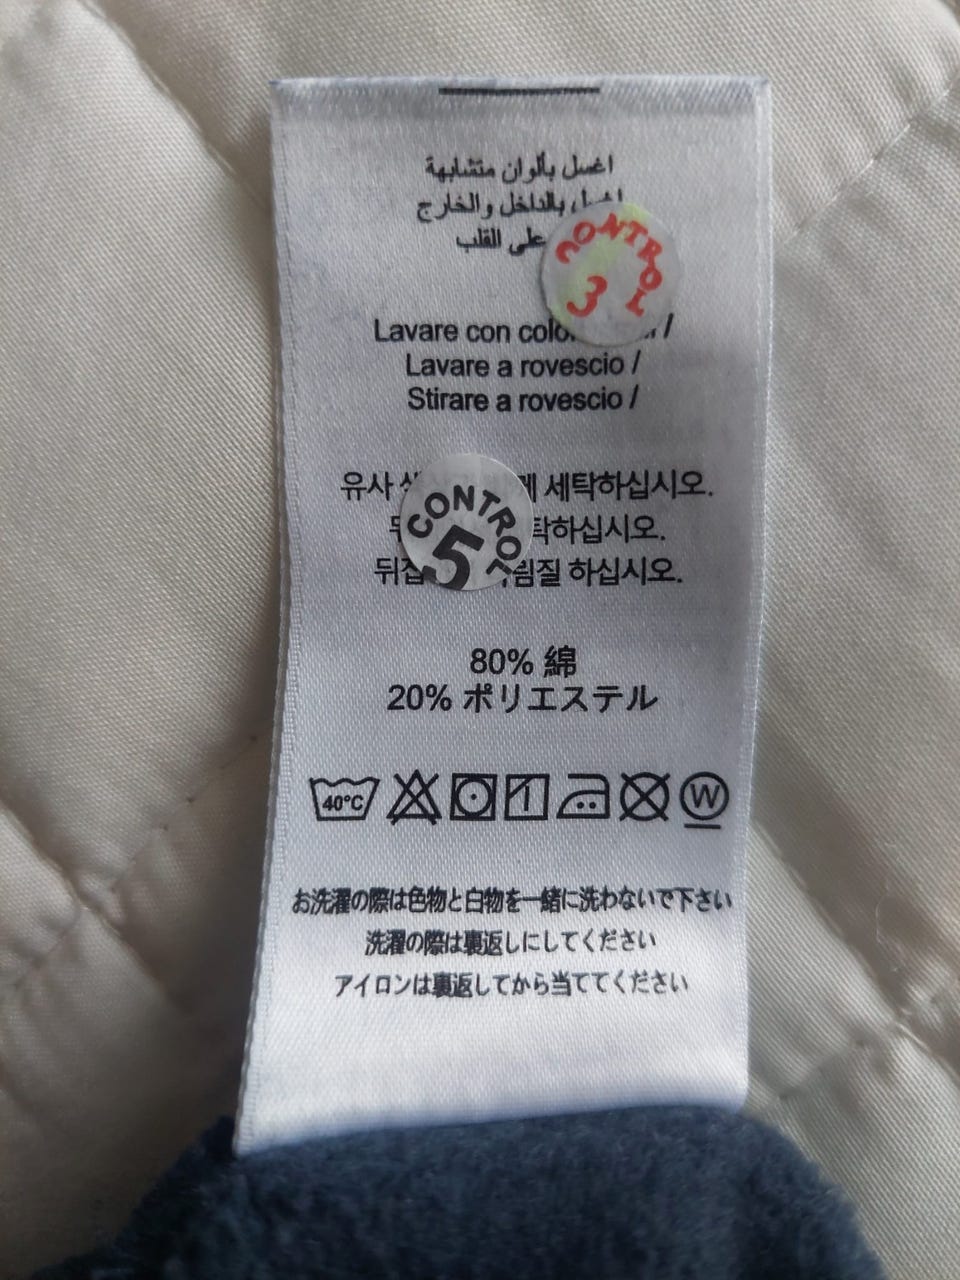 اغسل بألوان متشابهة
بالداخل والخارج
على القلب
CONTROL
3
Lavare con /
Lavare a rovescio /
Stirare a rovescio /
유사 세탁하십시오.
CONTROL
5
하십시오.
하십시오.
80% 綿
20% ポリエステル
40°C
W
お洗濯の際は色物と白物を一緒に洗わないで下さい
洗濯の際は裏返しにしてください
アイロンは裏返してから当ててください